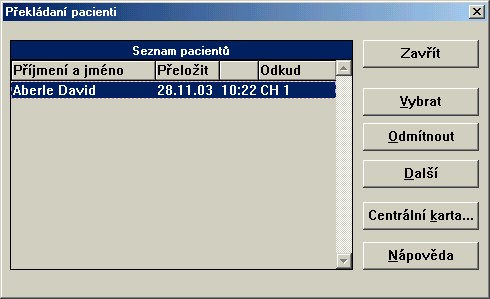 Překládaní pacienti
Seznam pacientů
Příjmení a jméno Přeložit Odkud
Aberle David 28.11.03 10:22 CH 1
Zavřít
Vybrat
Odmítnout
Další
Centrální karta...
Nápověda